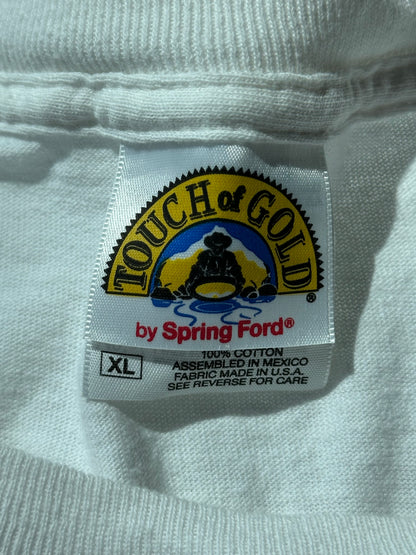 TOUCH of GOLD ®
by Spring Ford®
XL
100% COTTON
ASSEMBLED IN MEXICO
FABRIC MADE IN U.S.A.
SEE REVERSE FOR CARE